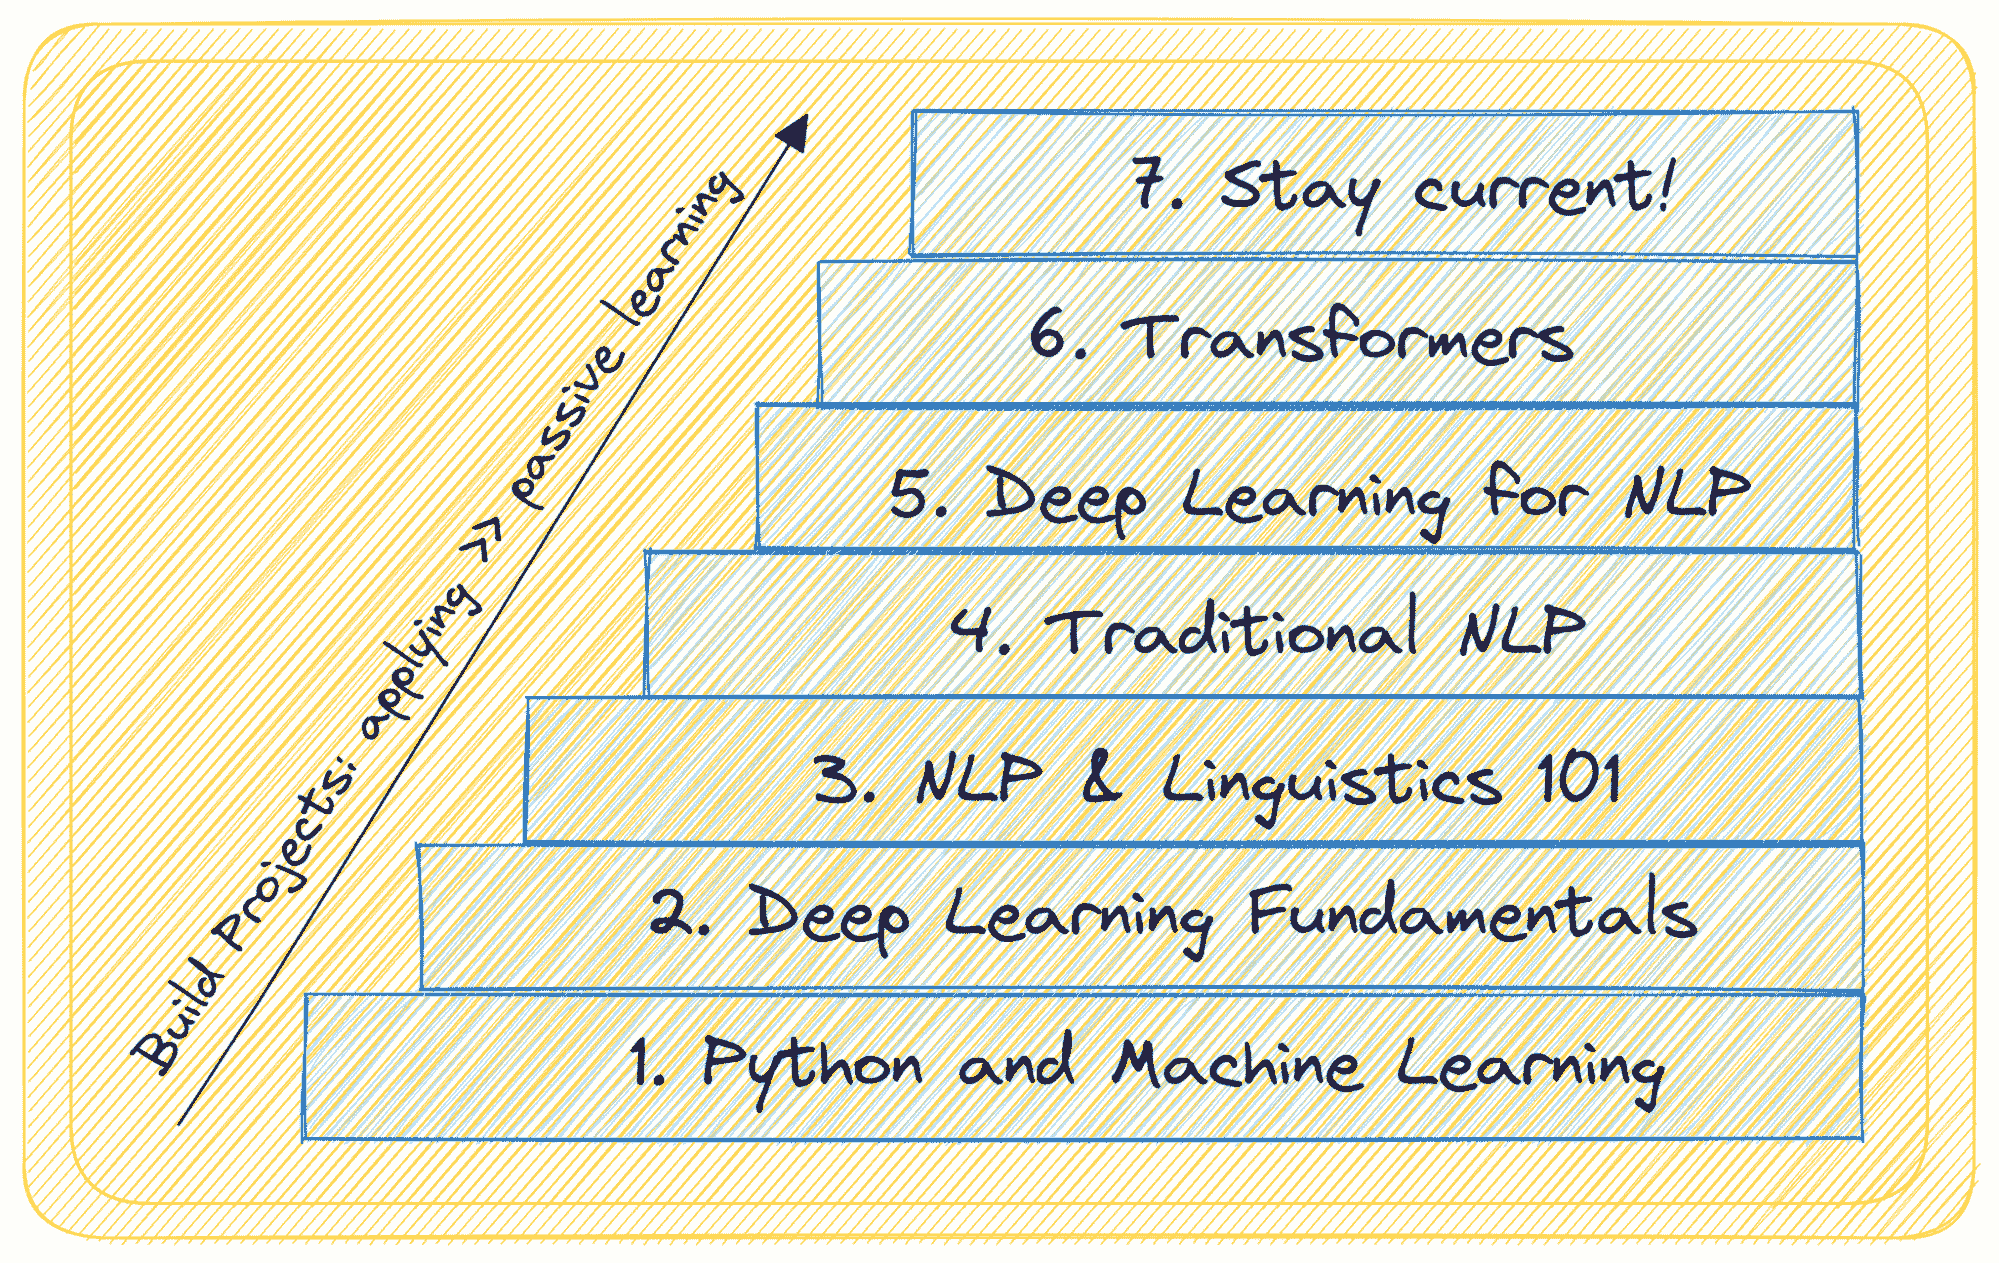 Build Projects: applying >> passive learning
7. Stay current!
6. Transformers
5. Deep Learning for NLP
4. Traditional NLP
3. NLP & Linguistics 101
2. Deep Learning Fundamentals
1. Python and Machine Learning